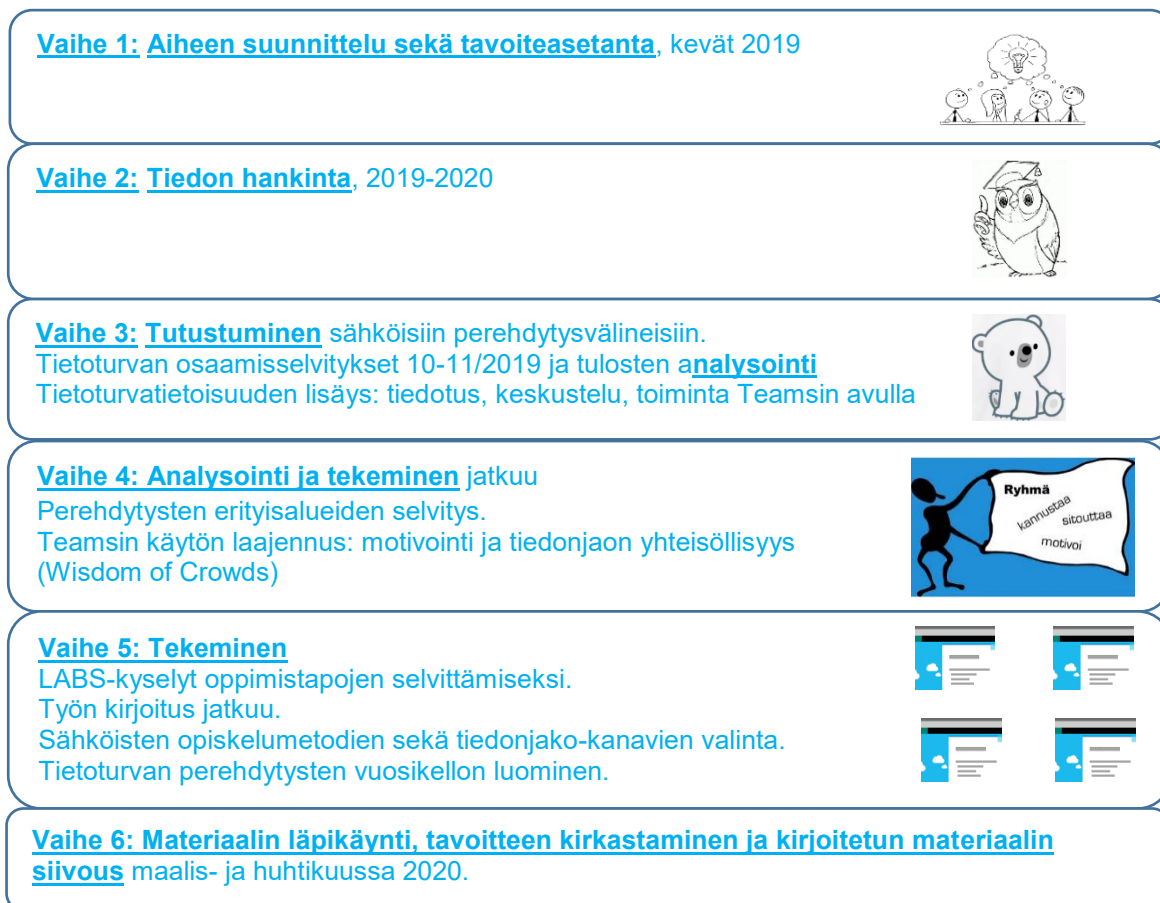 Vaihe 1: Aiheen suunnittelu sekä tavoiteasetanta, kevät 2019
Vaihe 2: Tiedon hankinta, 2019-2020
Vaihe 3: Tutustuminen sähköisiin perehdytysvälineisiin.
Tietoturvan osaamisselvitykset 10-11/2019 ja tulosten analysointi
Tietoturvatietoisuuden lisäys: tiedotus, keskustelu, toiminta Teamsin avulla
Vaihe 4: Analysointi ja tekeminen jatkuu
Perehdytysten erityisalueiden selvitys.
Teamsin käytön laajennus: motivointi ja tiedonjaon yhteisöllisyys
(Wisdom of Crowds)
Ryhmä
kannustaa
sitouttaa
motivoi
Vaihe 5: Tekeminen
LABS-kyselyt oppimistapojen selvittämiseksi.
Työn kirjoitus jatkuu.
Sähköisten opiskelumetodien sekä tiedonjako-kanavien valinta.
Tietoturvan perehdytysten vuosikellon luominen.
Vaihe 6: Materiaalin läpikäynti, tavoitteen kirkastaminen ja kirjoitetun materiaalin
siivous maalis- ja huhtikuussa 2020.